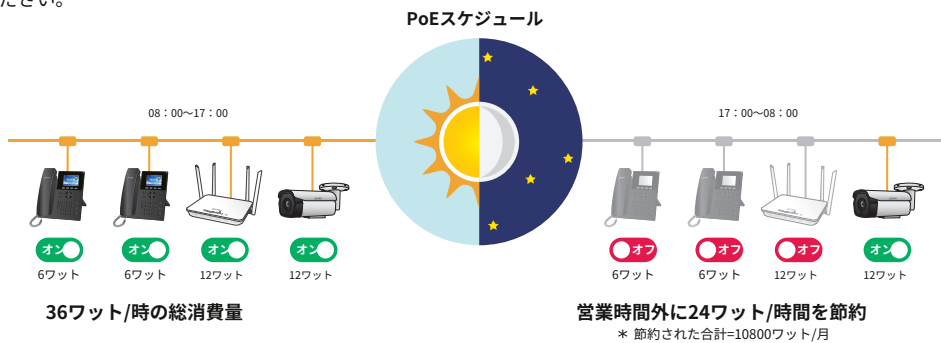 ださい。
PoEスケジュール
08：00～17：00
17：00～08：00
オン
オン
オン
オン
オフ
オフ
オフ
オン
6ワット
6ワット
12ワット
12ワット
6ワット
6ワット
12ワット
12ワット
36ワット/時の総消費量
営業時間外に24ワット/時間を節約
＊ 節約された合計=10800ワット/月